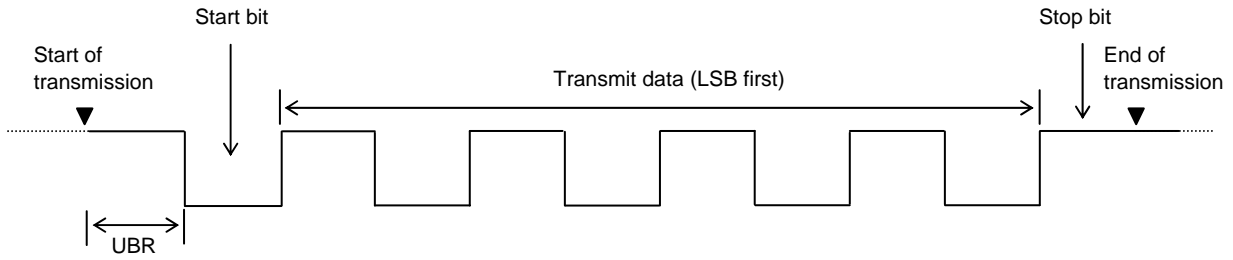 Start bit
Stop bit
Start of
transmission
End of
transmission
Transmit data (LSB first)
UBR